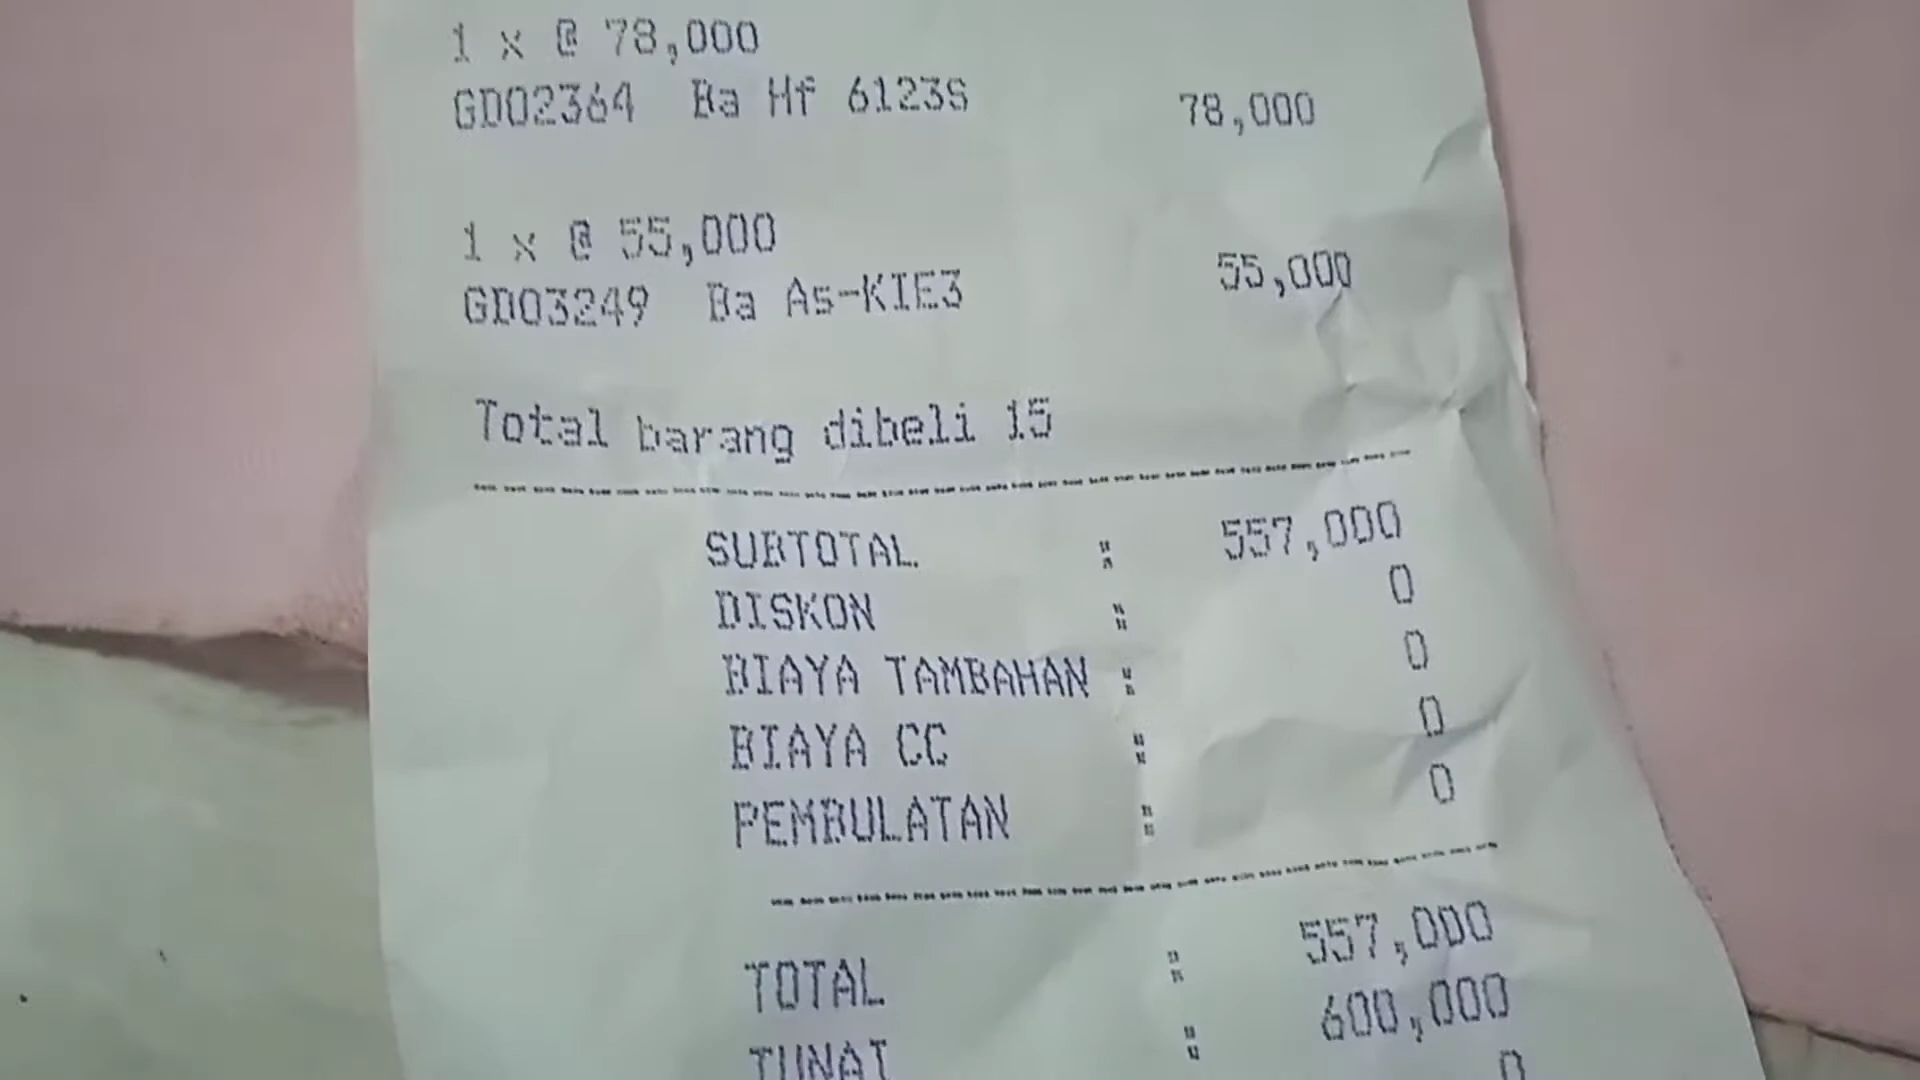 1 x @ 78,000
GD02364 Ba Hf 6123S 78,000
1 x @ 55,000
GD03249 Ba As-KIE3 55,000
Total barang dibeli 15
SUBTOTAL : 557,000
DISKON : 0
BIAYA TAMBAHAN : 0
BIAYA CC : 0
PEMBULATAN : 0
TOTAL : 557,000
TUNAI : 600,000
0